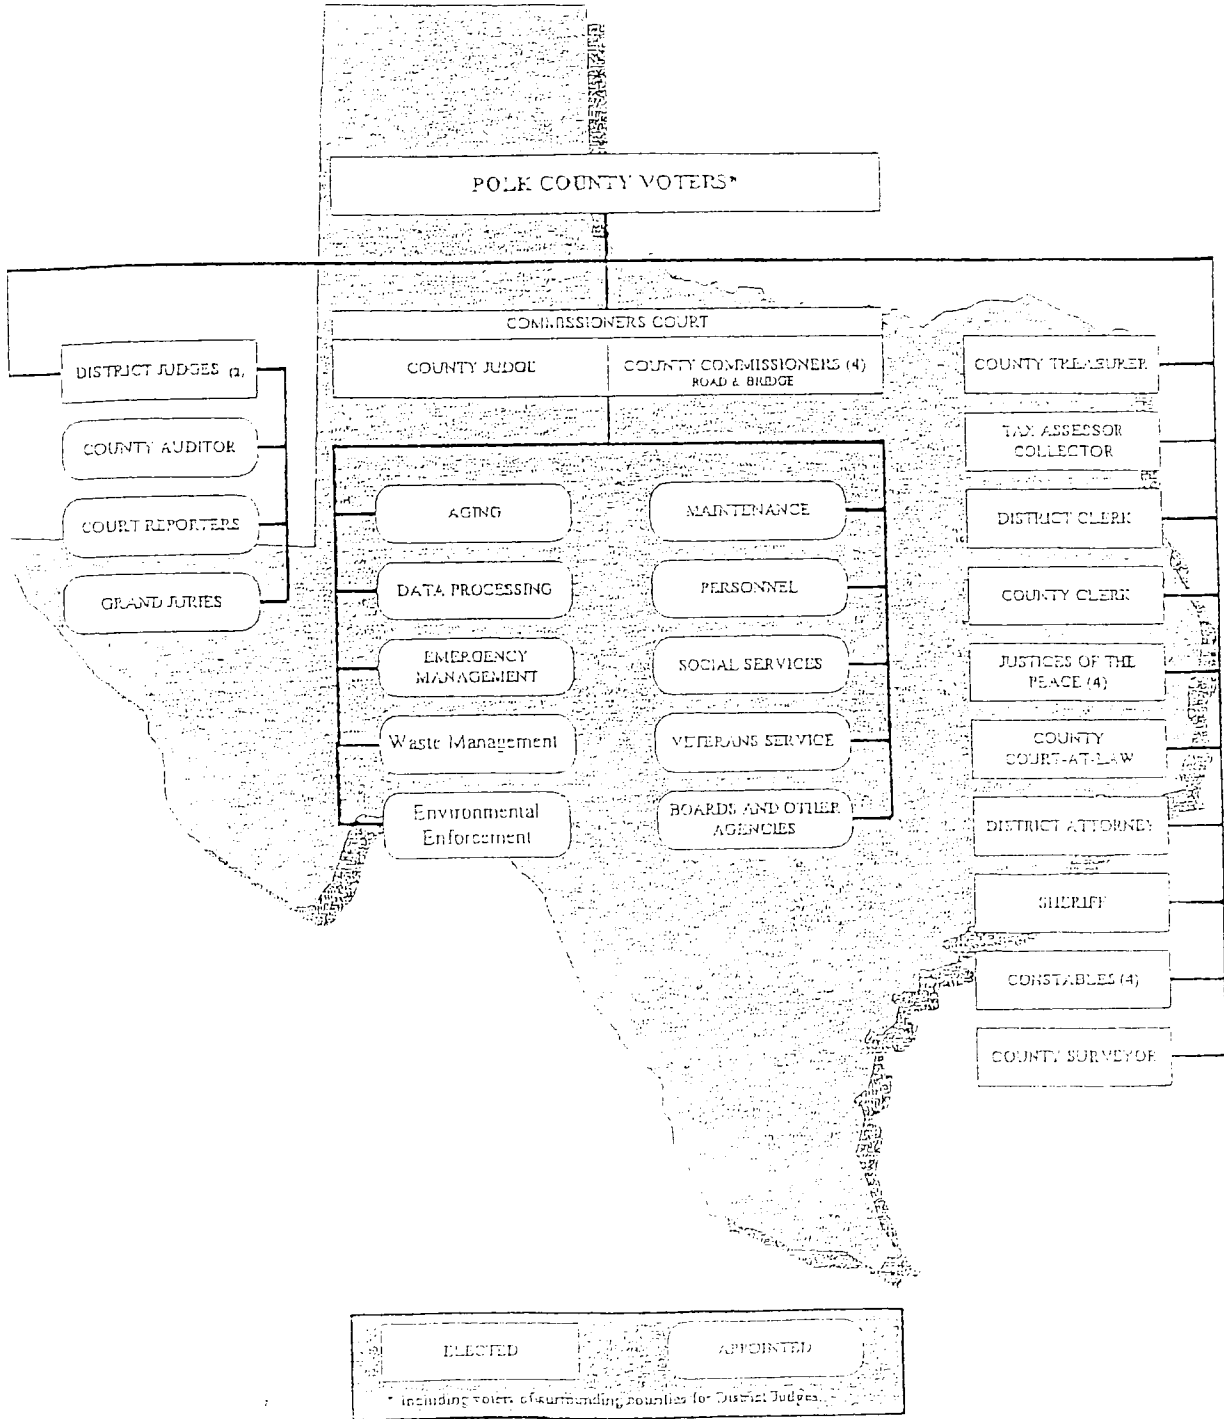 POLK COUNTY VOTERS*
COMMISSIONERS COURT
COUNTY JUDGE
COUNTY COMMISSIONERS (4)
ROAD & BRIDGE
DISTRICT JUDGES
COUNTY AUDITOR
COURT REPORTERS
GRAND JURIES
AGING
DATA PROCESSING
EMERGENCY
MANAGEMENT
Waste Management
Environmental
Enforcement
MAINTENANCE
PERSONNEL
SOCIAL SERVICES
VETERANS SERVICE
BOARDS AND OTHER
AGENCIES
COUNTY TREASURER
TAX ASSESSOR
COLLECTOR
DISTRICT CLERK
COUNTY CLERK
JUSTICES OF THE
PEACE (4)
COUNTY
COURT-AT-LAW
DISTRICT ATTORNEY
SHERIFF
CONSTABLES (4)
COUNTY SURVEYOR
ELECTED
APPOINTED
* including voters of surrounding counties for District Judges.